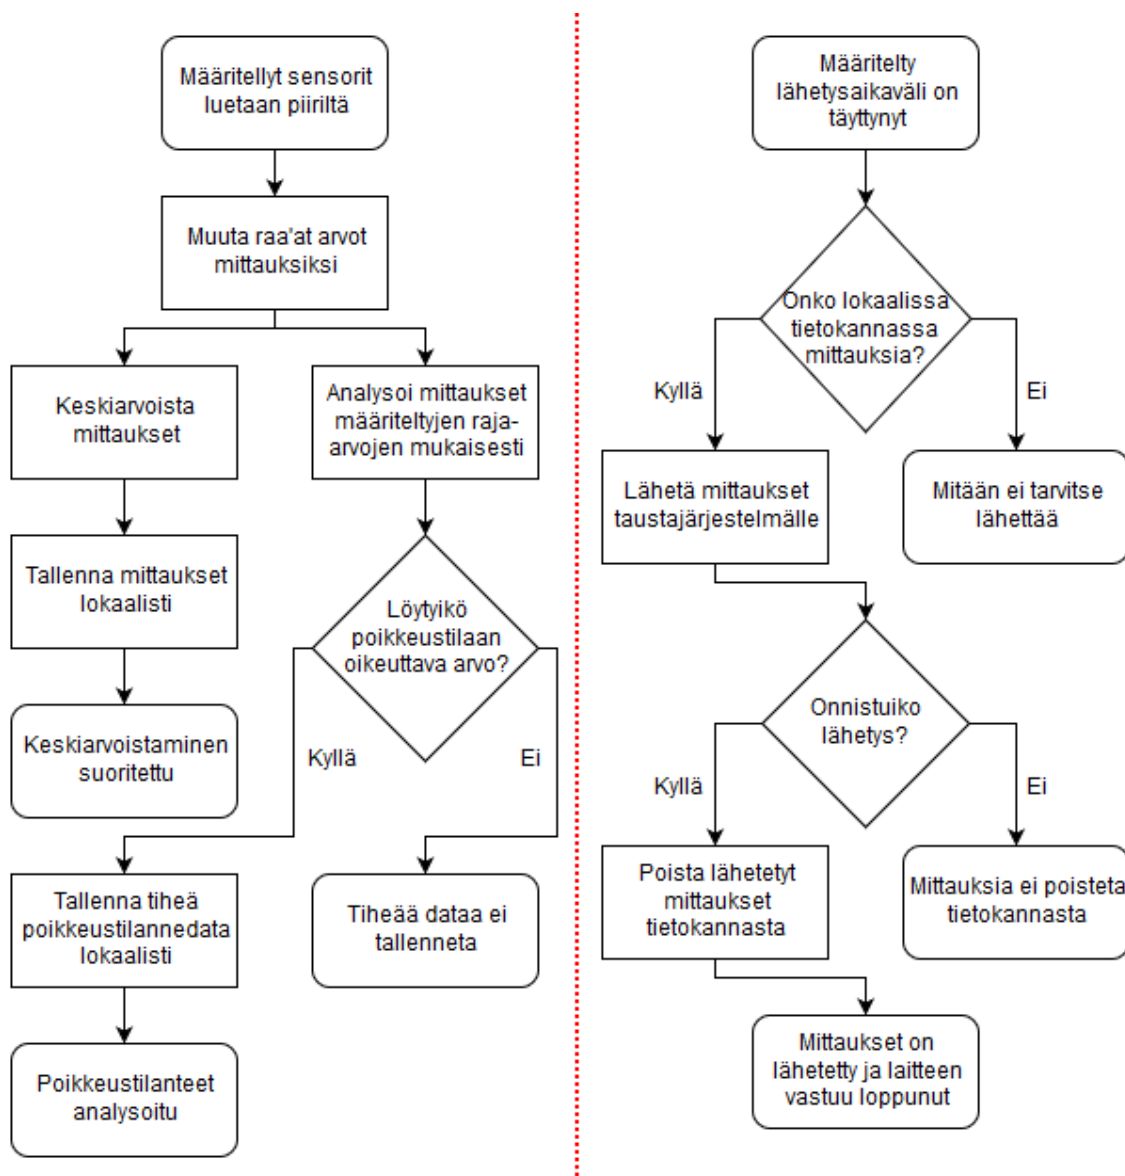 Määritellyt sensorit
luetaan piiriltä
Muuta raa'at arvot
mittauksiksi
Keskiarvoista
mittaukset
Analysoi mittaukset
määriteltyjen raja-
arvojen mukaisesti
Tallenna mittaukset
lokaalisti
Löytyikö
poikkeustilaan
oikeuttava arvo?
Keskiarvoistaminen
suoritettu
Kyllä
Ei
Tallenna tiheä
poikkeustilannedata
lokaalisti
Tiheää dataa ei
tallenneta
Poikkeustilanteet
analysoitu
Määritelty
lähetysaikaväli on
täyttynyt
Onko lokaalissa
tietokannassa
mittauksia?
Kyllä
Ei
Lähetä mittaukset
taustajärjestelmälle
Mitään ei tarvitse
lähettää
Onnistuiko
lähetys?
Kyllä
Ei
Poista lähetetyt
mittaukset
tietokannasta
Mittauksia ei poisteta
tietokannasta
Mittaukset on
lähetetty ja laitteen
vastuu loppunut